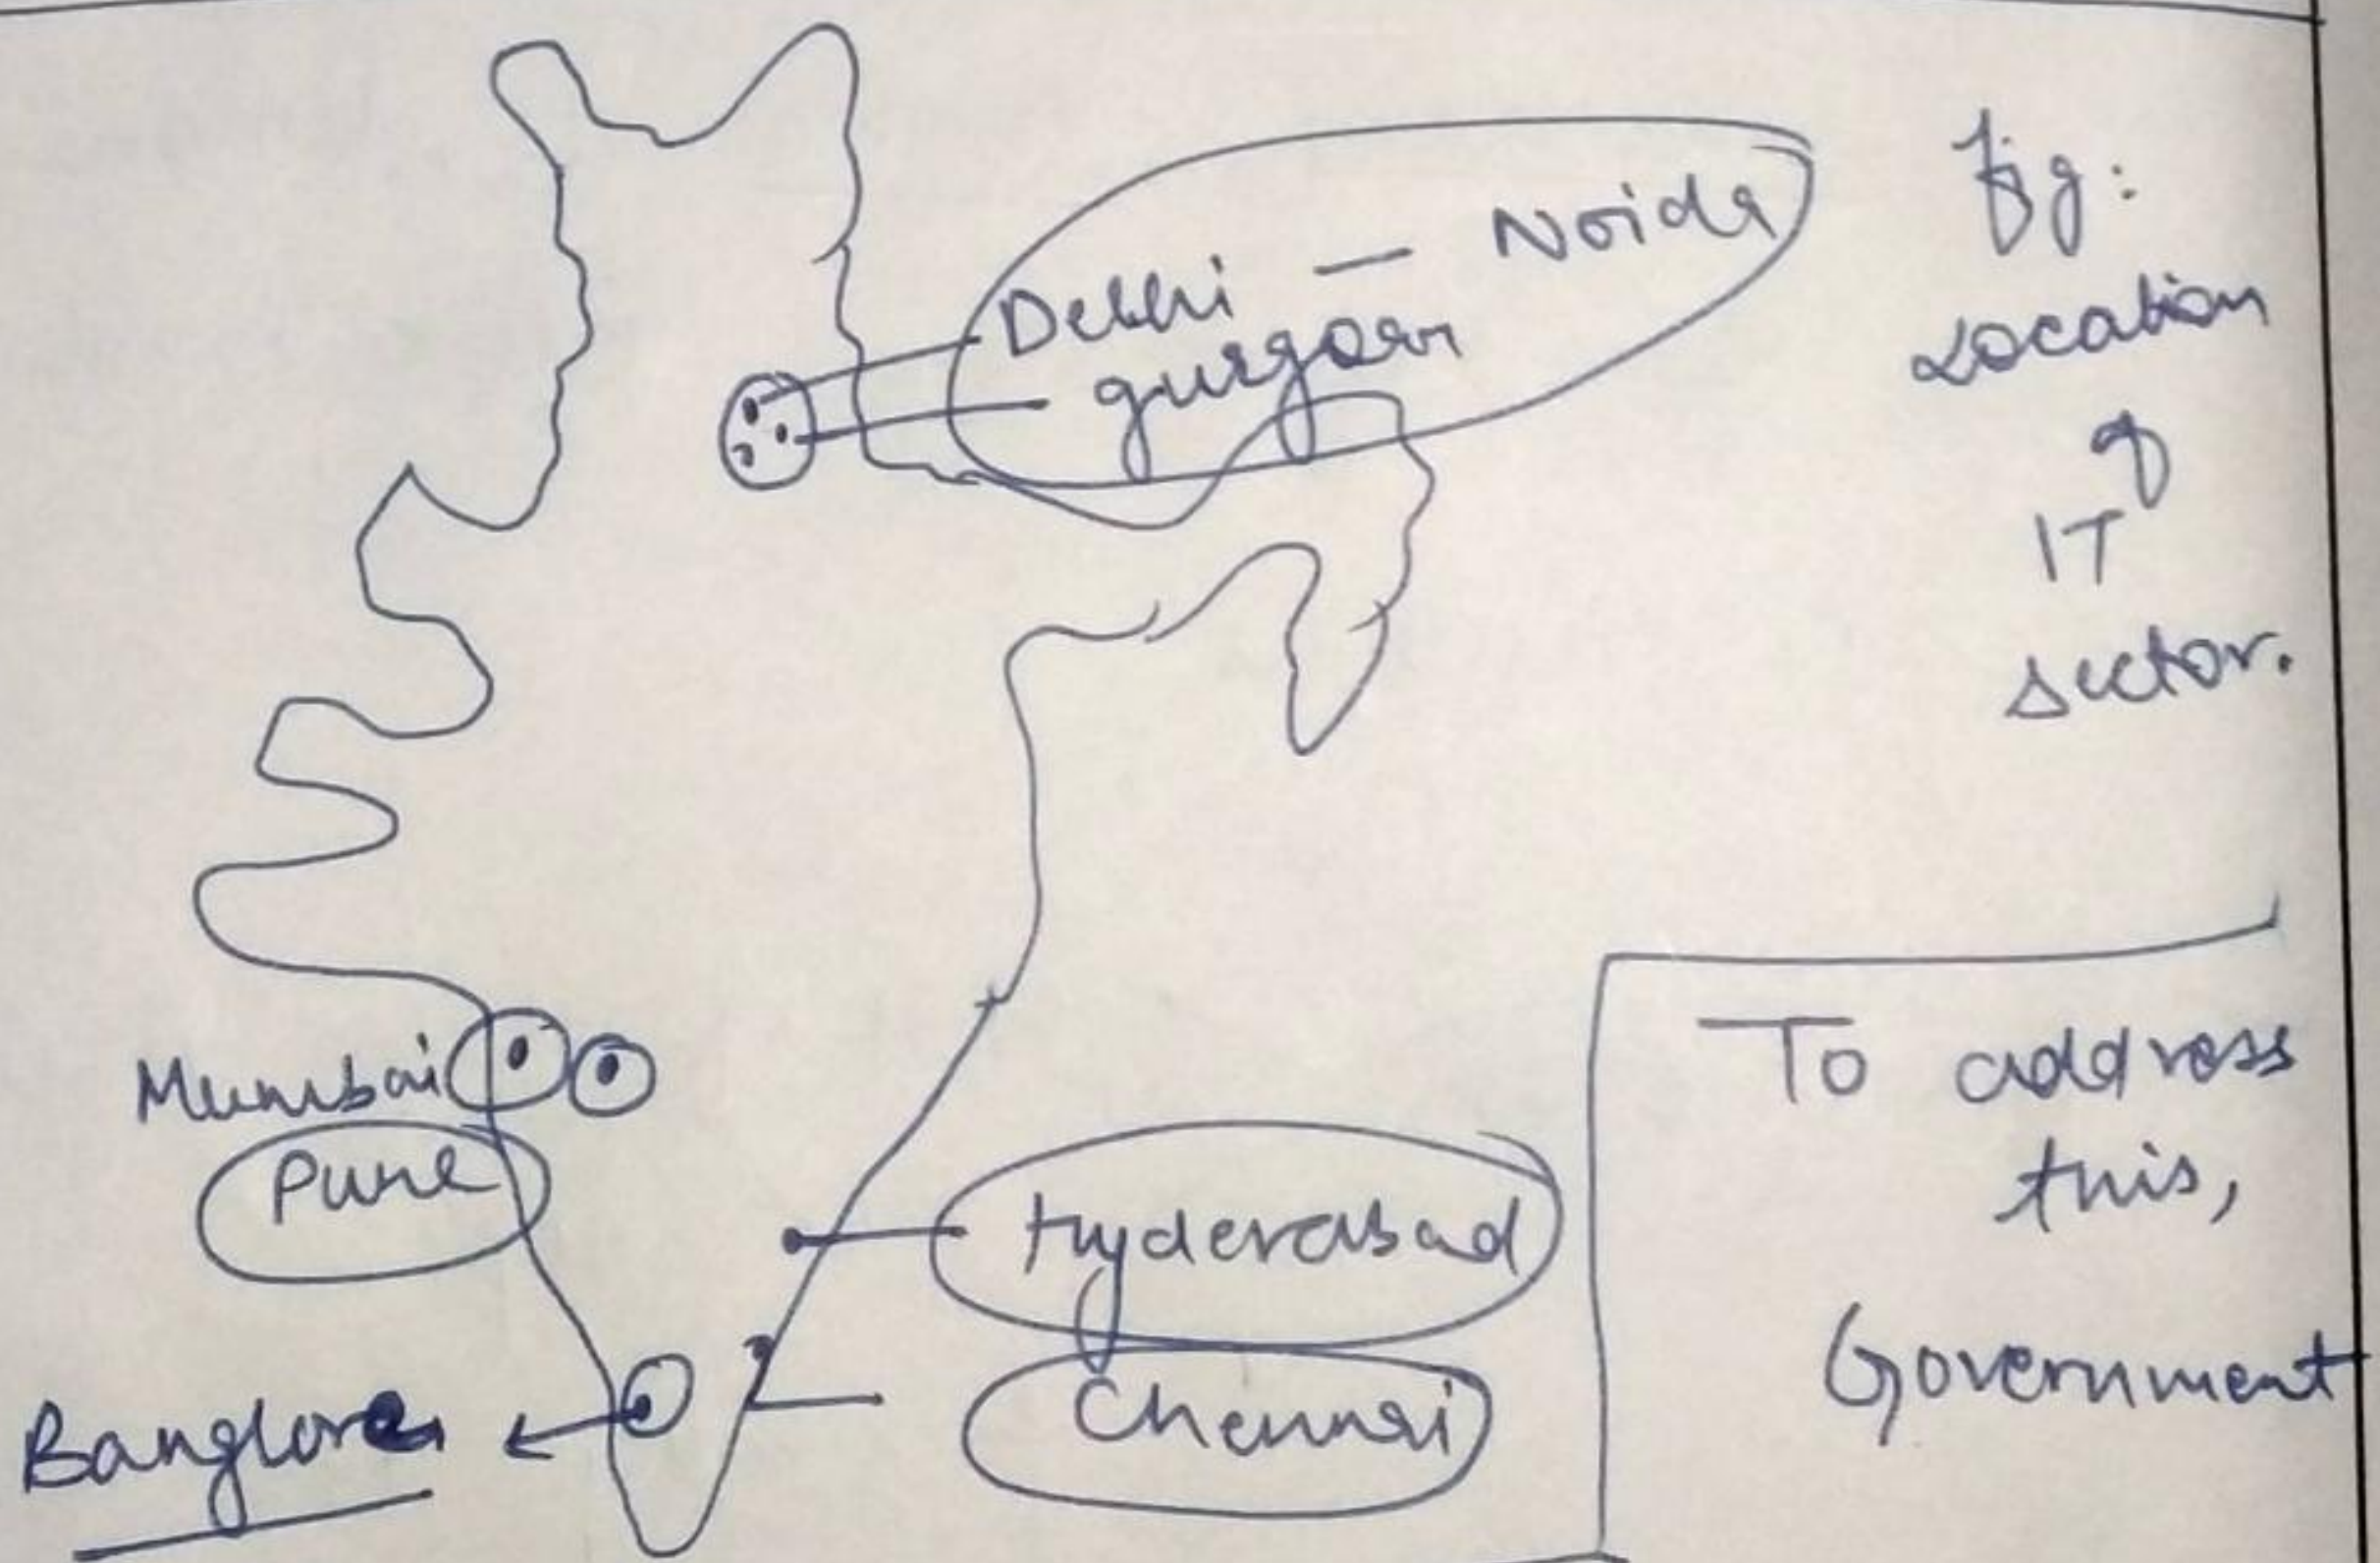 Delhi — Noida
gurgaon
fig:
Location
of
IT
sector.
Mumbai
Pune
Hyderabad
Chennai
Banglore
To address
this,
Government